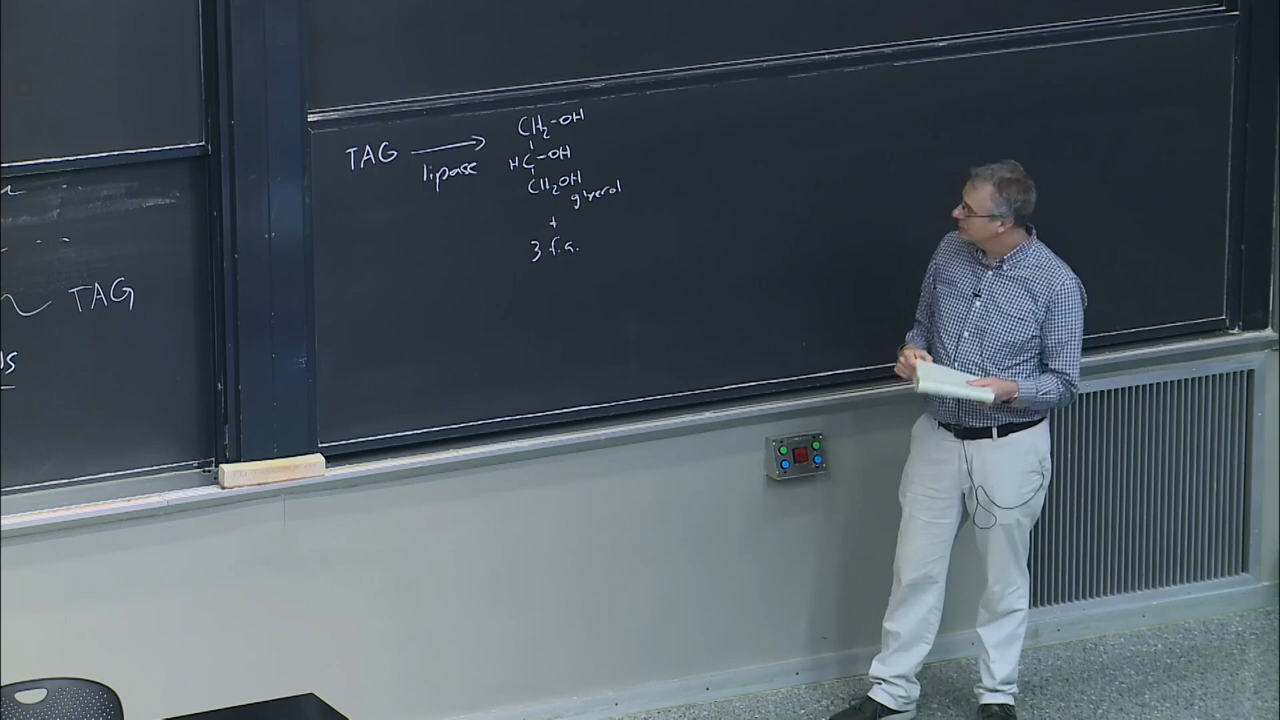 TAG
TAG → lipase
CH2-OH
HC-OH
CH2OH
glycerol
+
3 f.a.